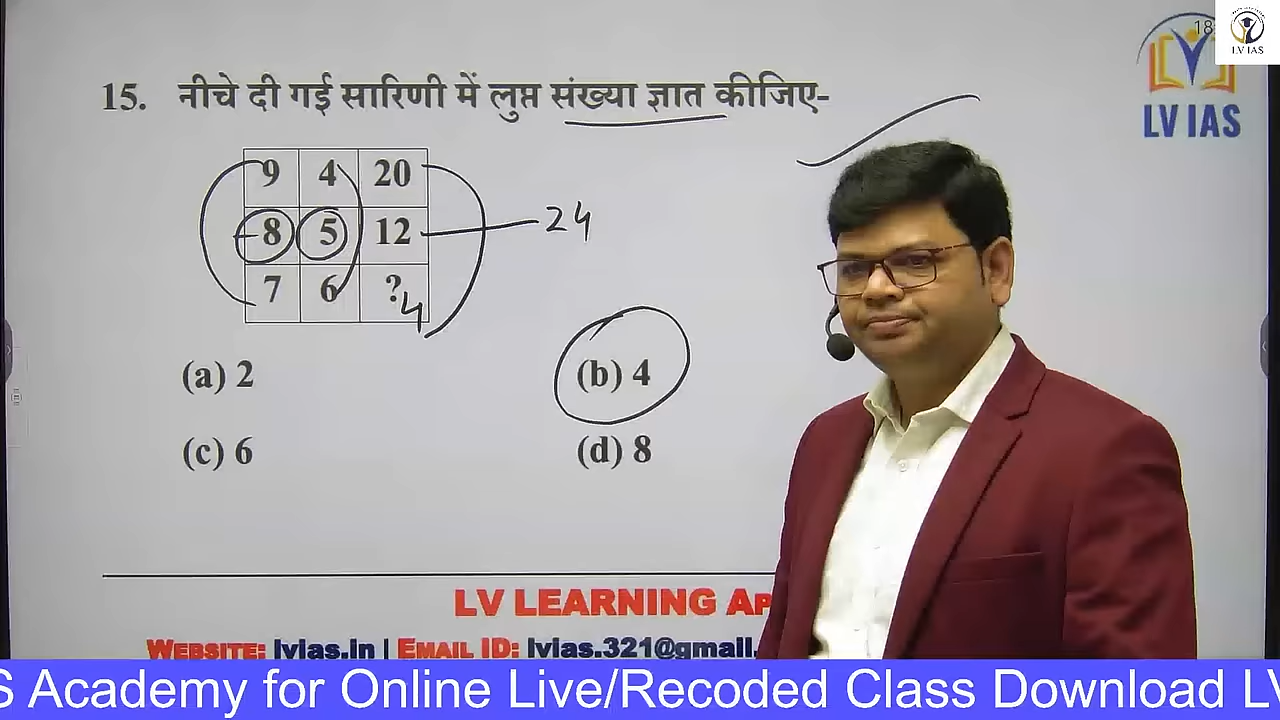 18
LV IAS
LV IAS
15. नीचे दी गई सारिणी में लुप्त संख्या ज्ञात कीजिए-
9 4 20
8 5 12 24
7 6 ? 4
(a) 2 (b) 4
(c) 6 (d) 8
LV LEARNING AP
WEBSITE: lvias.in | EMAIL ID: lvias.321@gmail.
S Academy for Online Live/Recoded Class Download LV